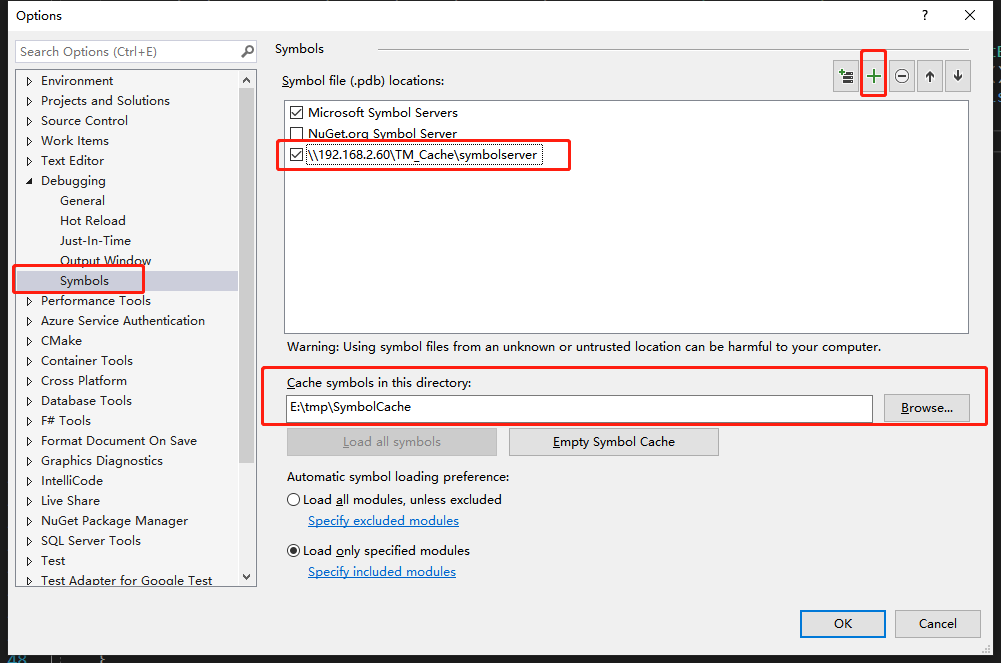 Options
?
Search Options (Ctrl+E)
Environment
Projects and Solutions
Source Control
Work Items
Text Editor
Debugging
General
Hot Reload
Just-In-Time
Output Window
Symbols
Performance Tools
Azure Service Authentication
CMake
Container Tools
Cross Platform
Database Tools
F# Tools
Format Document On Save
Graphics Diagnostics
IntelliCode
Live Share
NuGet Package Manager
SQL Server Tools
Test
Test Adapter for Google Test
Symbols
Symbol file (.pdb) locations:
Microsoft Symbol Servers
NuGet.org Symbol Server
\\192.168.2.60\TM_Cache\symbolserver
Warning: Using symbol files from an unknown or untrusted location can be harmful to your computer.
Cache symbols in this directory:
E:\tmp\SymbolCache
Browse...
Load all symbols
Empty Symbol Cache
Automatic symbol loading preference:
Load all modules, unless excluded
Specify excluded modules
Load only specified modules
Specify included modules
OK
Cancel
48
}